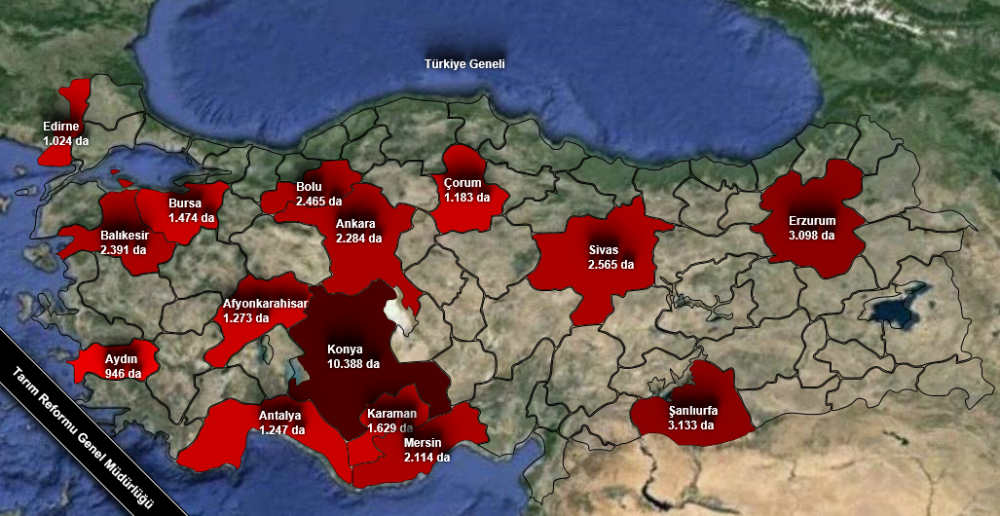 Türkiye Geneli
Edirne
1.024 da
Bolu
2.465 da
Çorum
1.183 da
Bursa
1.474 da
Ankara
2.284 da
Erzurum
3.098 da
Balıkesir
2.391 da
Sivas
2.565 da
Afyonkarahisar
1.273 da
Konya
10.388 da
Aydın
946 da
Antalya
1.247 da
Karaman
1.629 da
Şanlıurfa
3.133 da
Mersin
2.114 da
Tarım Reformu Genel Müdürlüğü